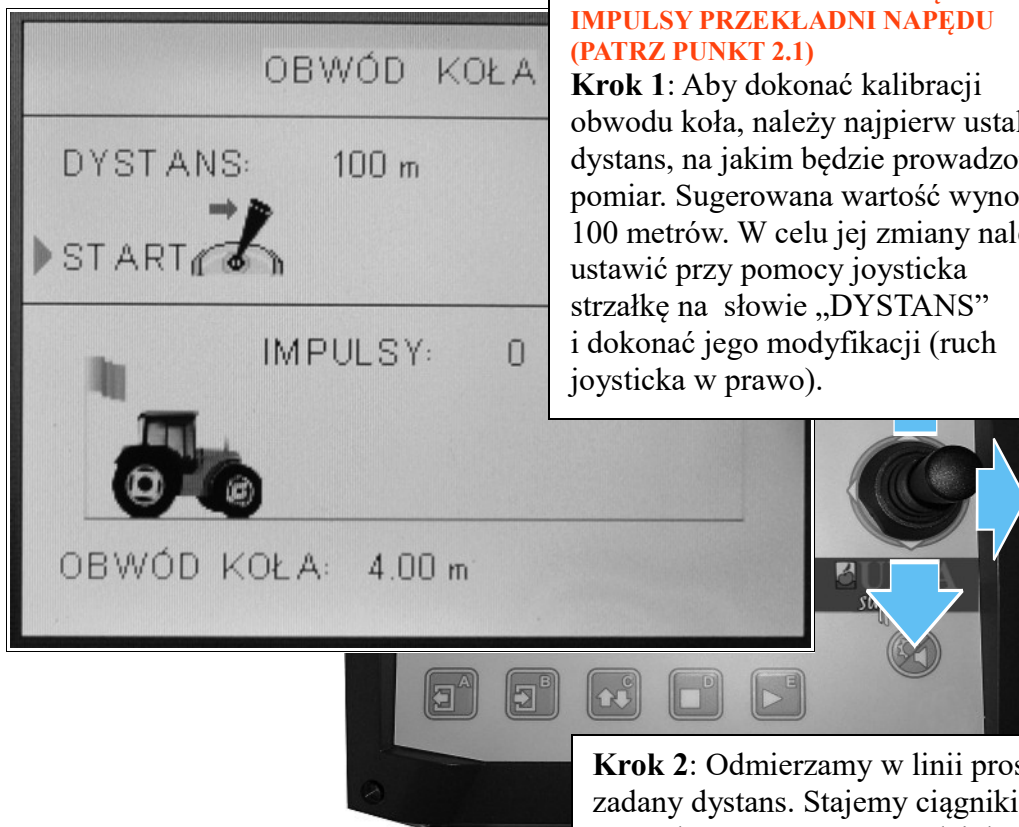 OBWÓD KOŁA
DYSTANS: 100 m
START
IMPULSY: 0
OBWÓD KOŁA: 4.00 m
IMPULSY PRZEKŁADNI NAPĘDU
(PATRZ PUNKT 2.1)
Krok 1: Aby dokonać kalibracji
obwodu koła, należy najpierw ustal
dystans, na jakim będzie prowadzo
pomiar. Sugerowana wartość wyno
100 metrów. W celu jej zmiany nale
ustawić przy pomocy joysticka
strzałkę na słowie „DYSTANS”
i dokonać jego modyfikacji (ruch
joysticka w prawo).
A B C D E
Krok 2: Odmierzamy w linii pros
zadany dystans. Stajemy ciągniki